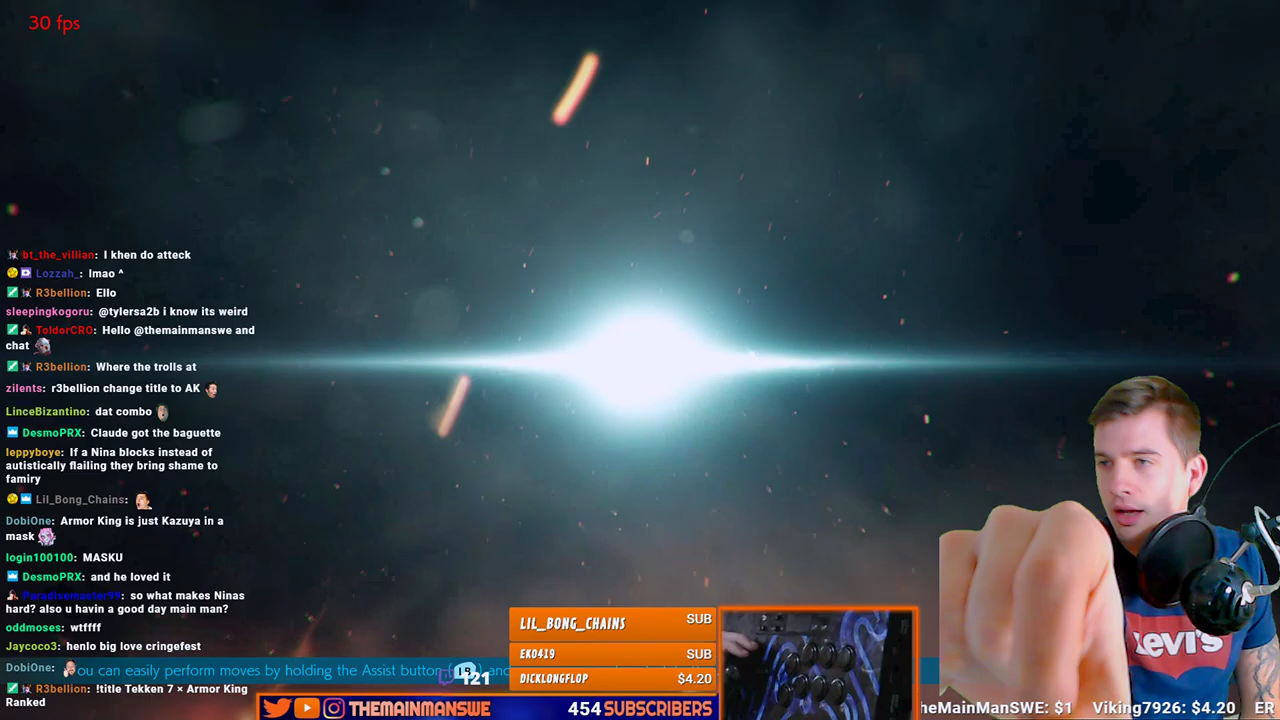 30 fps
bt_the_villian: I khen do atteck
Lozzah_: lmao ^
R3bellion: Ello
sleepingkogoru: @tylersa2b i know its weird
ToldorCRO: Hello @themainmanswe and
chat
R3bellion: Where the trolls at
zilents: r3bellion change title to AK
LinceBizantino: dat combo
DesmoPRX: Claude got the baguette
leppyboye: If a Nina blocks instead of
autistically flailing they bring shame to
famiry
Lil_Bong_Chains:
DobiOne: Armor King is just Kazuya in a
mask
login100100: MASKU
DesmoPRX: and he loved it
Paradisemaster99: so what makes Ninas
hard? also u havin a good day main man?
oddmoses: wtffff
Jaycoco3: henlo big love cringefest
DobiOne:
ou can easily perform moves by holding the Assist button ( LB ) and
121
R3bellion: !title Tekken 7 × Armor King
Ranked
LIL_BONG_CHAINS SUB
EKO419 SUB
DICKLONGFLOP $4.20
THEMAINMANSWE 454 SUBSCRIBERS
Levi's
heMainManSWE: $1 Viking7926: $4.20 ER